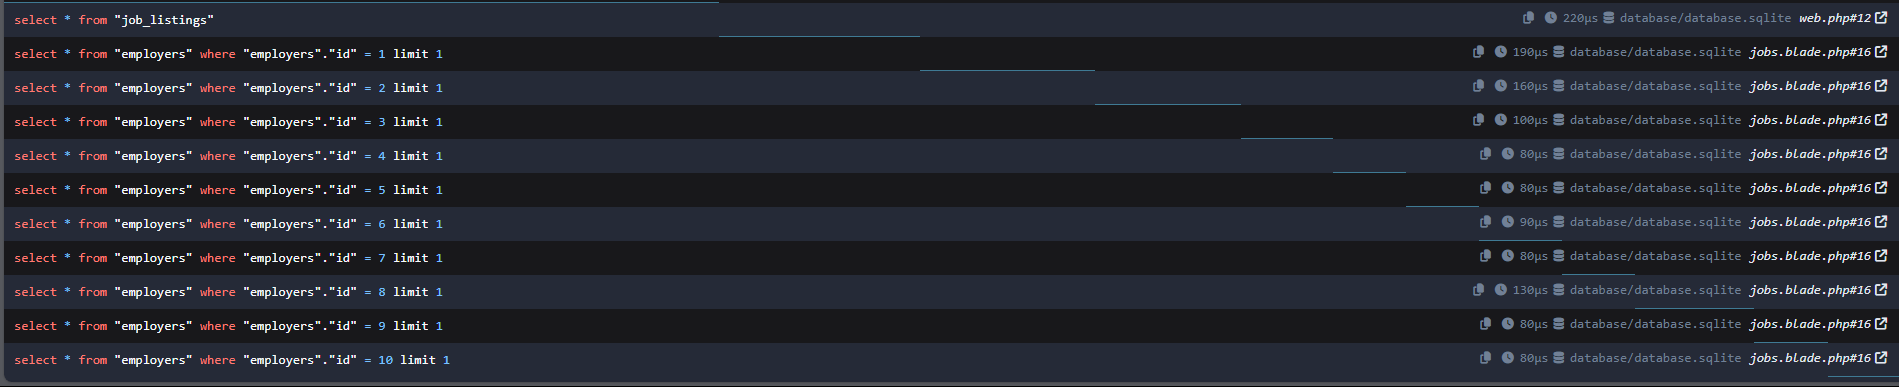 select * from "job_listings" 220μs database/database.sqlite web.php#12
select * from "employers" where "employers"."id" = 1 limit 1 190μs database/database.sqlite jobs.blade.php#16
select * from "employers" where "employers"."id" = 2 limit 1 160μs database/database.sqlite jobs.blade.php#16
select * from "employers" where "employers"."id" = 3 limit 1 100μs database/database.sqlite jobs.blade.php#16
select * from "employers" where "employers"."id" = 4 limit 1 80μs database/database.sqlite jobs.blade.php#16
select * from "employers" where "employers"."id" = 5 limit 1 80μs database/database.sqlite jobs.blade.php#16
select * from "employers" where "employers"."id" = 6 limit 1 90μs database/database.sqlite jobs.blade.php#16
select * from "employers" where "employers"."id" = 7 limit 1 80μs database/database.sqlite jobs.blade.php#16
select * from "employers" where "employers"."id" = 8 limit 1 130μs database/database.sqlite jobs.blade.php#16
select * from "employers" where "employers"."id" = 9 limit 1 80μs database/database.sqlite jobs.blade.php#16
select * from "employers" where "employers"."id" = 10 limit 1 80μs database/database.sqlite jobs.blade.php#16